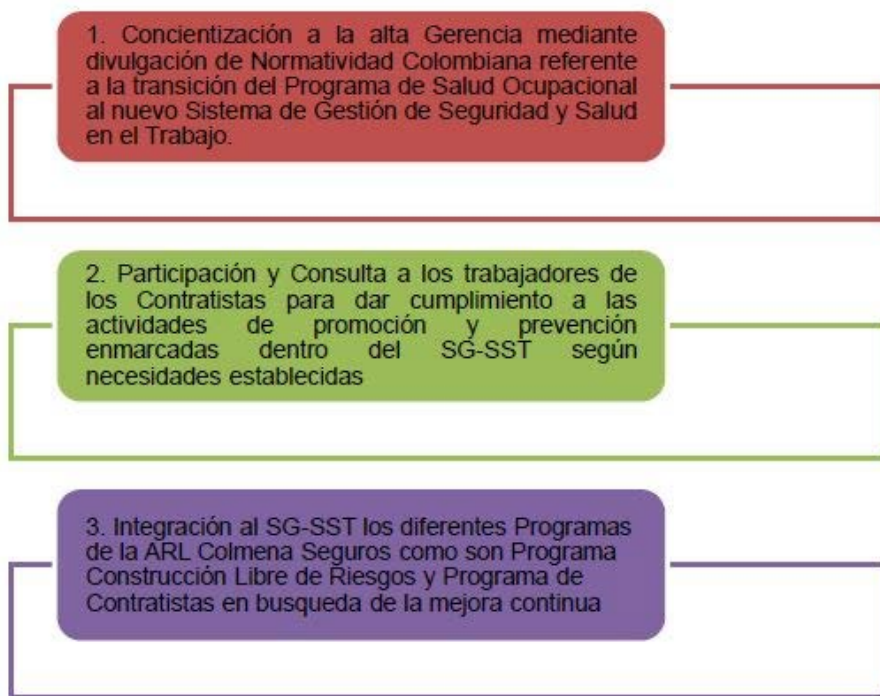 1. Concientización a la alta Gerencia mediante
divulgación de Normatividad Colombiana referente
a la transición del Programa de Salud Ocupacional
al nuevo Sistema de Gestión de Seguridad y Salud
en el Trabajo.
2. Participación y Consulta a los trabajadores de
los Contratistas para dar cumplimiento a las
actividades de promoción y prevención
enmarcadas dentro del SG-SST según
necesidades establecidas
3. Integración al SG-SST los diferentes Programas
de la ARL Colmena Seguros como son Programa
Construcción Libre de Riesgos y Programa de
Contratistas en busqueda de la mejora continua